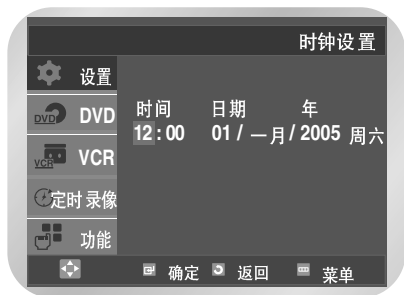 时钟设置
设置
DVD DVD
VCR VCR
定时录像
功能
时间 日期 年
12:00 01 / 一月 / 2005 周六
确定 返回 菜单